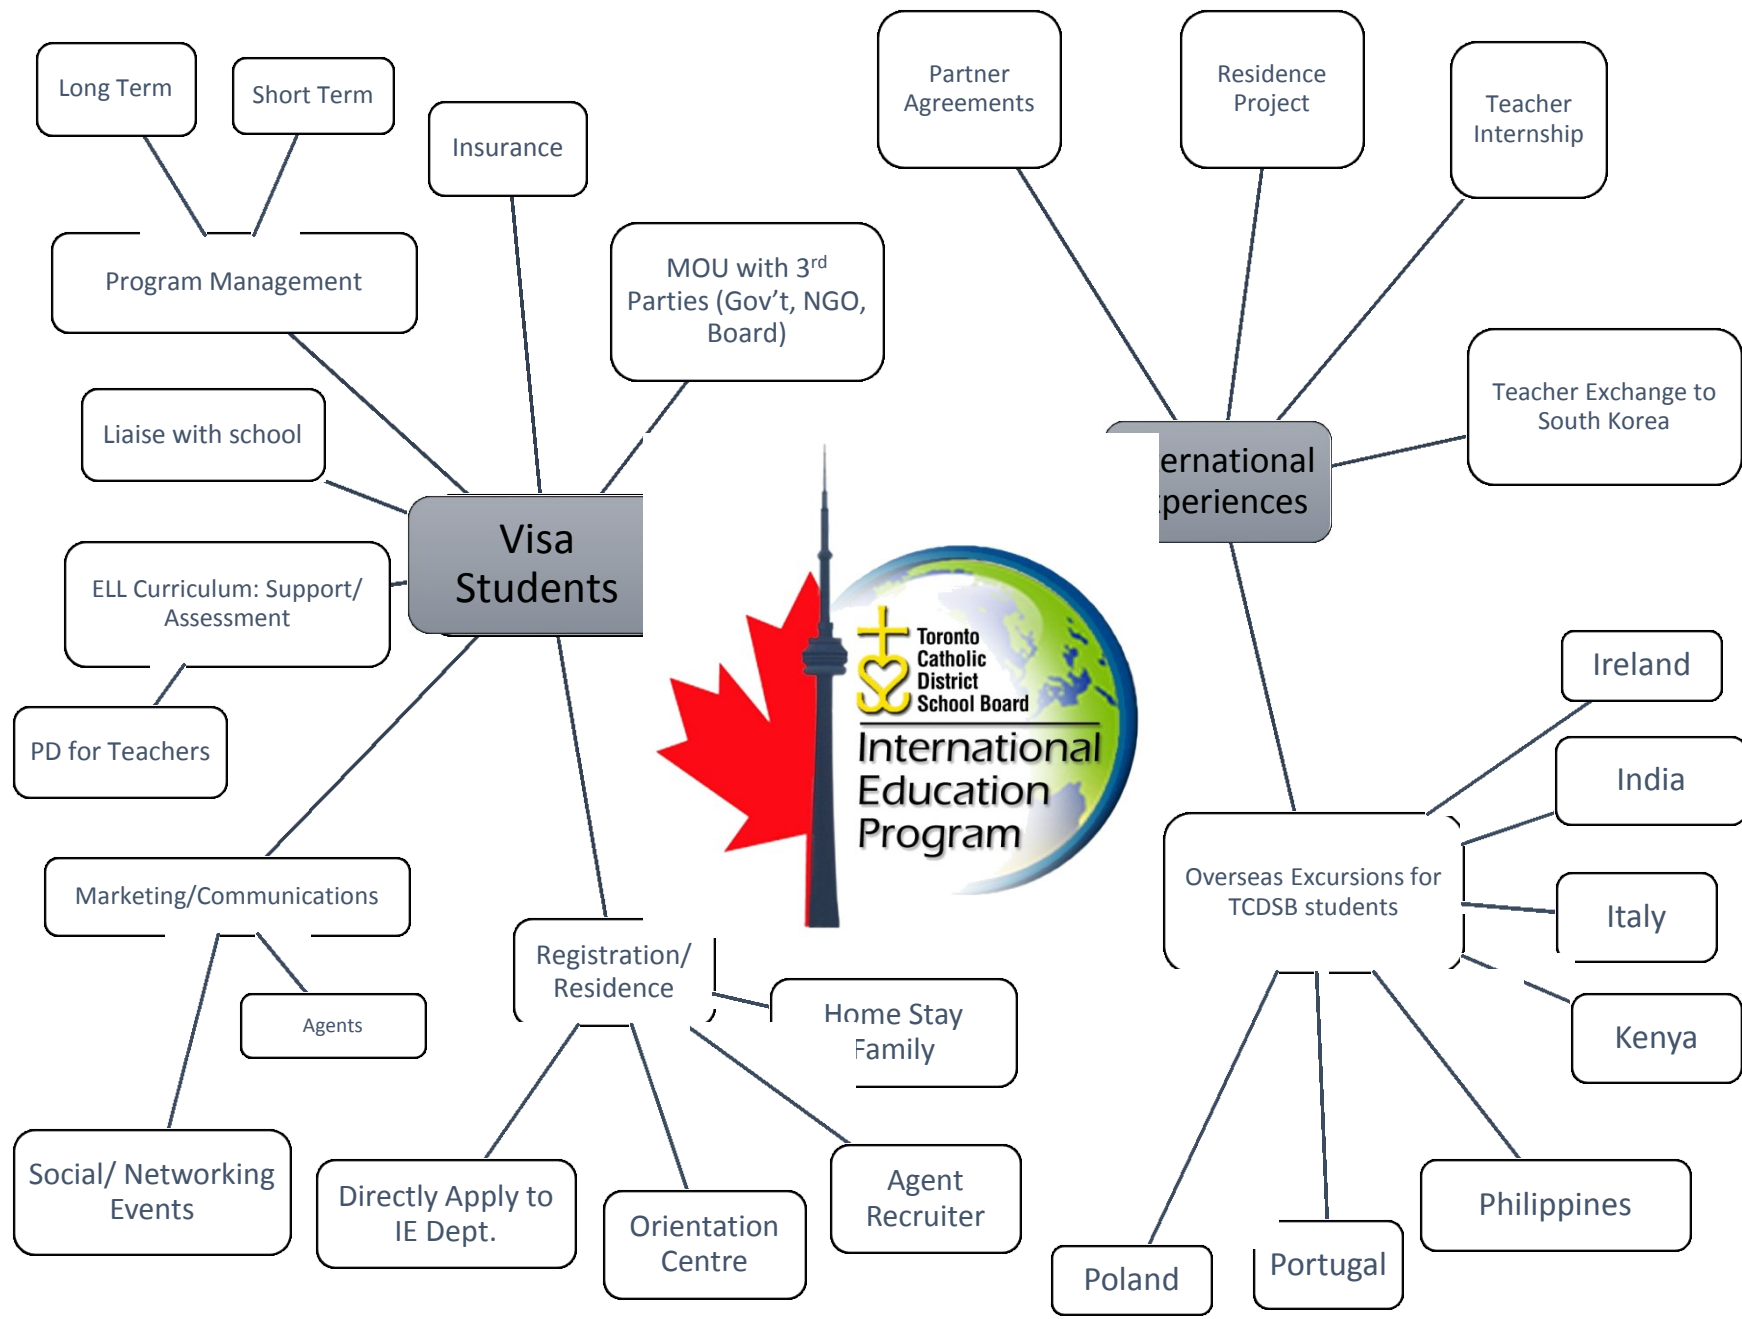 Long Term
Short Term
Insurance
Program Management
MOU with 3rd
Parties (Gov't, NGO,
Board)
Liaise with school
Visa
Students
ELL Curriculum: Support/
Assessment
PD for Teachers
Marketing/Communications
Agents
Social/ Networking
Events
Registration/
Residence
Home Stay
Family
Directly Apply to
IE Dept.
Orientation
Centre
Agent
Recruiter
Toronto
Catholic
District
School Board
International
Education
Program
Partner
Agreements
Residence
Project
Teacher
Internship
Teacher Exchange to
South Korea
ernational
periences
Overseas Excursions for
TCDSB students
Ireland
India
Italy
Kenya
Philippines
Portugal
Poland